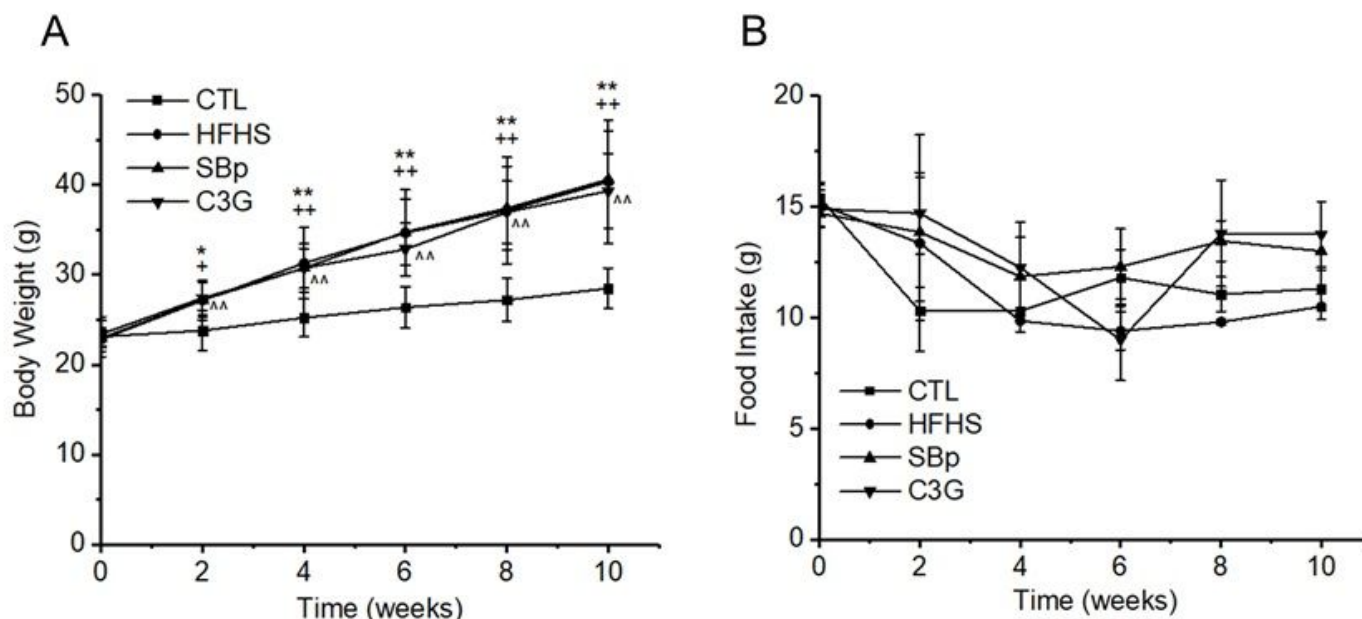 A
B
CTL
HFHS
SBp
C3G
Body Weight (g)
50
40
30
20
10
0
*
+
^^
**
++
^^
**
++
^^
**
++
^^
**
++
^^
0 2 4 6 8 10
Time (weeks)
Food Intake (g)
20
15
10
5
0
CTL
HFHS
SBp
C3G
0 2 4 6 8 10
Time (weeks)